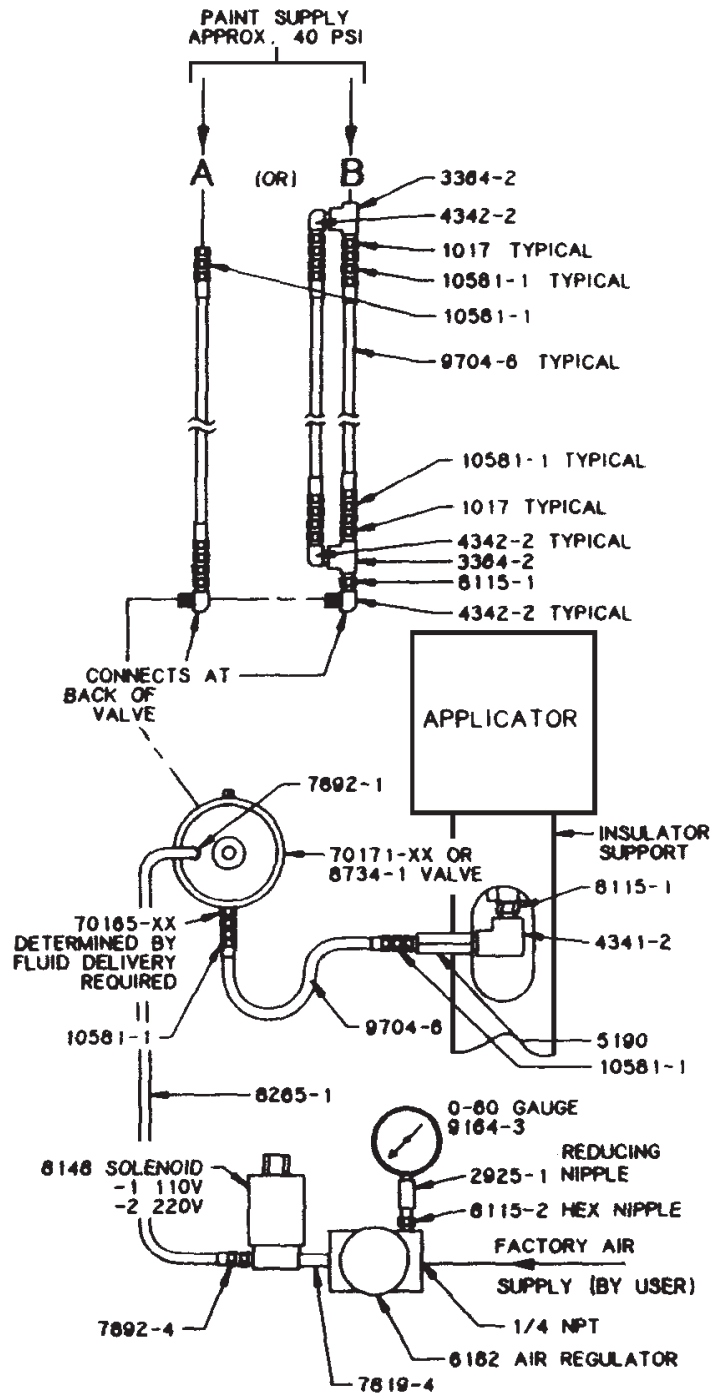 PAINT SUPPLY
APPROX. 40 PSI
A (OR) B
3364-2
4342-2
1017 TYPICAL
10581-1 TYPICAL
10581-1
9704-6 TYPICAL
10581-1 TYPICAL
1017 TYPICAL
4342-2 TYPICAL
3364-2
8115-1
4342-2 TYPICAL
CONNECTS AT
BACK OF
VALVE
APPLICATOR
7892-1
INSULATOR
SUPPORT
70171-XX OR
8734-1 VALVE
8115-1
70165-XX
DETERMINED BY
FLUID DELIVERY
REQUIRED
4341-2
10581-1
9704-6
5190
10581-1
8265-1
0-60 GAUGE
9164-3
8148 SOLENOID
-1 110V
-2 220V
REDUCING
2925-1 NIPPLE
8115-2 HEX NIPPLE
FACTORY AIR
SUPPLY (BY USER)
7892-4
1/4 NPT
6182 AIR REGULATOR
7819-4